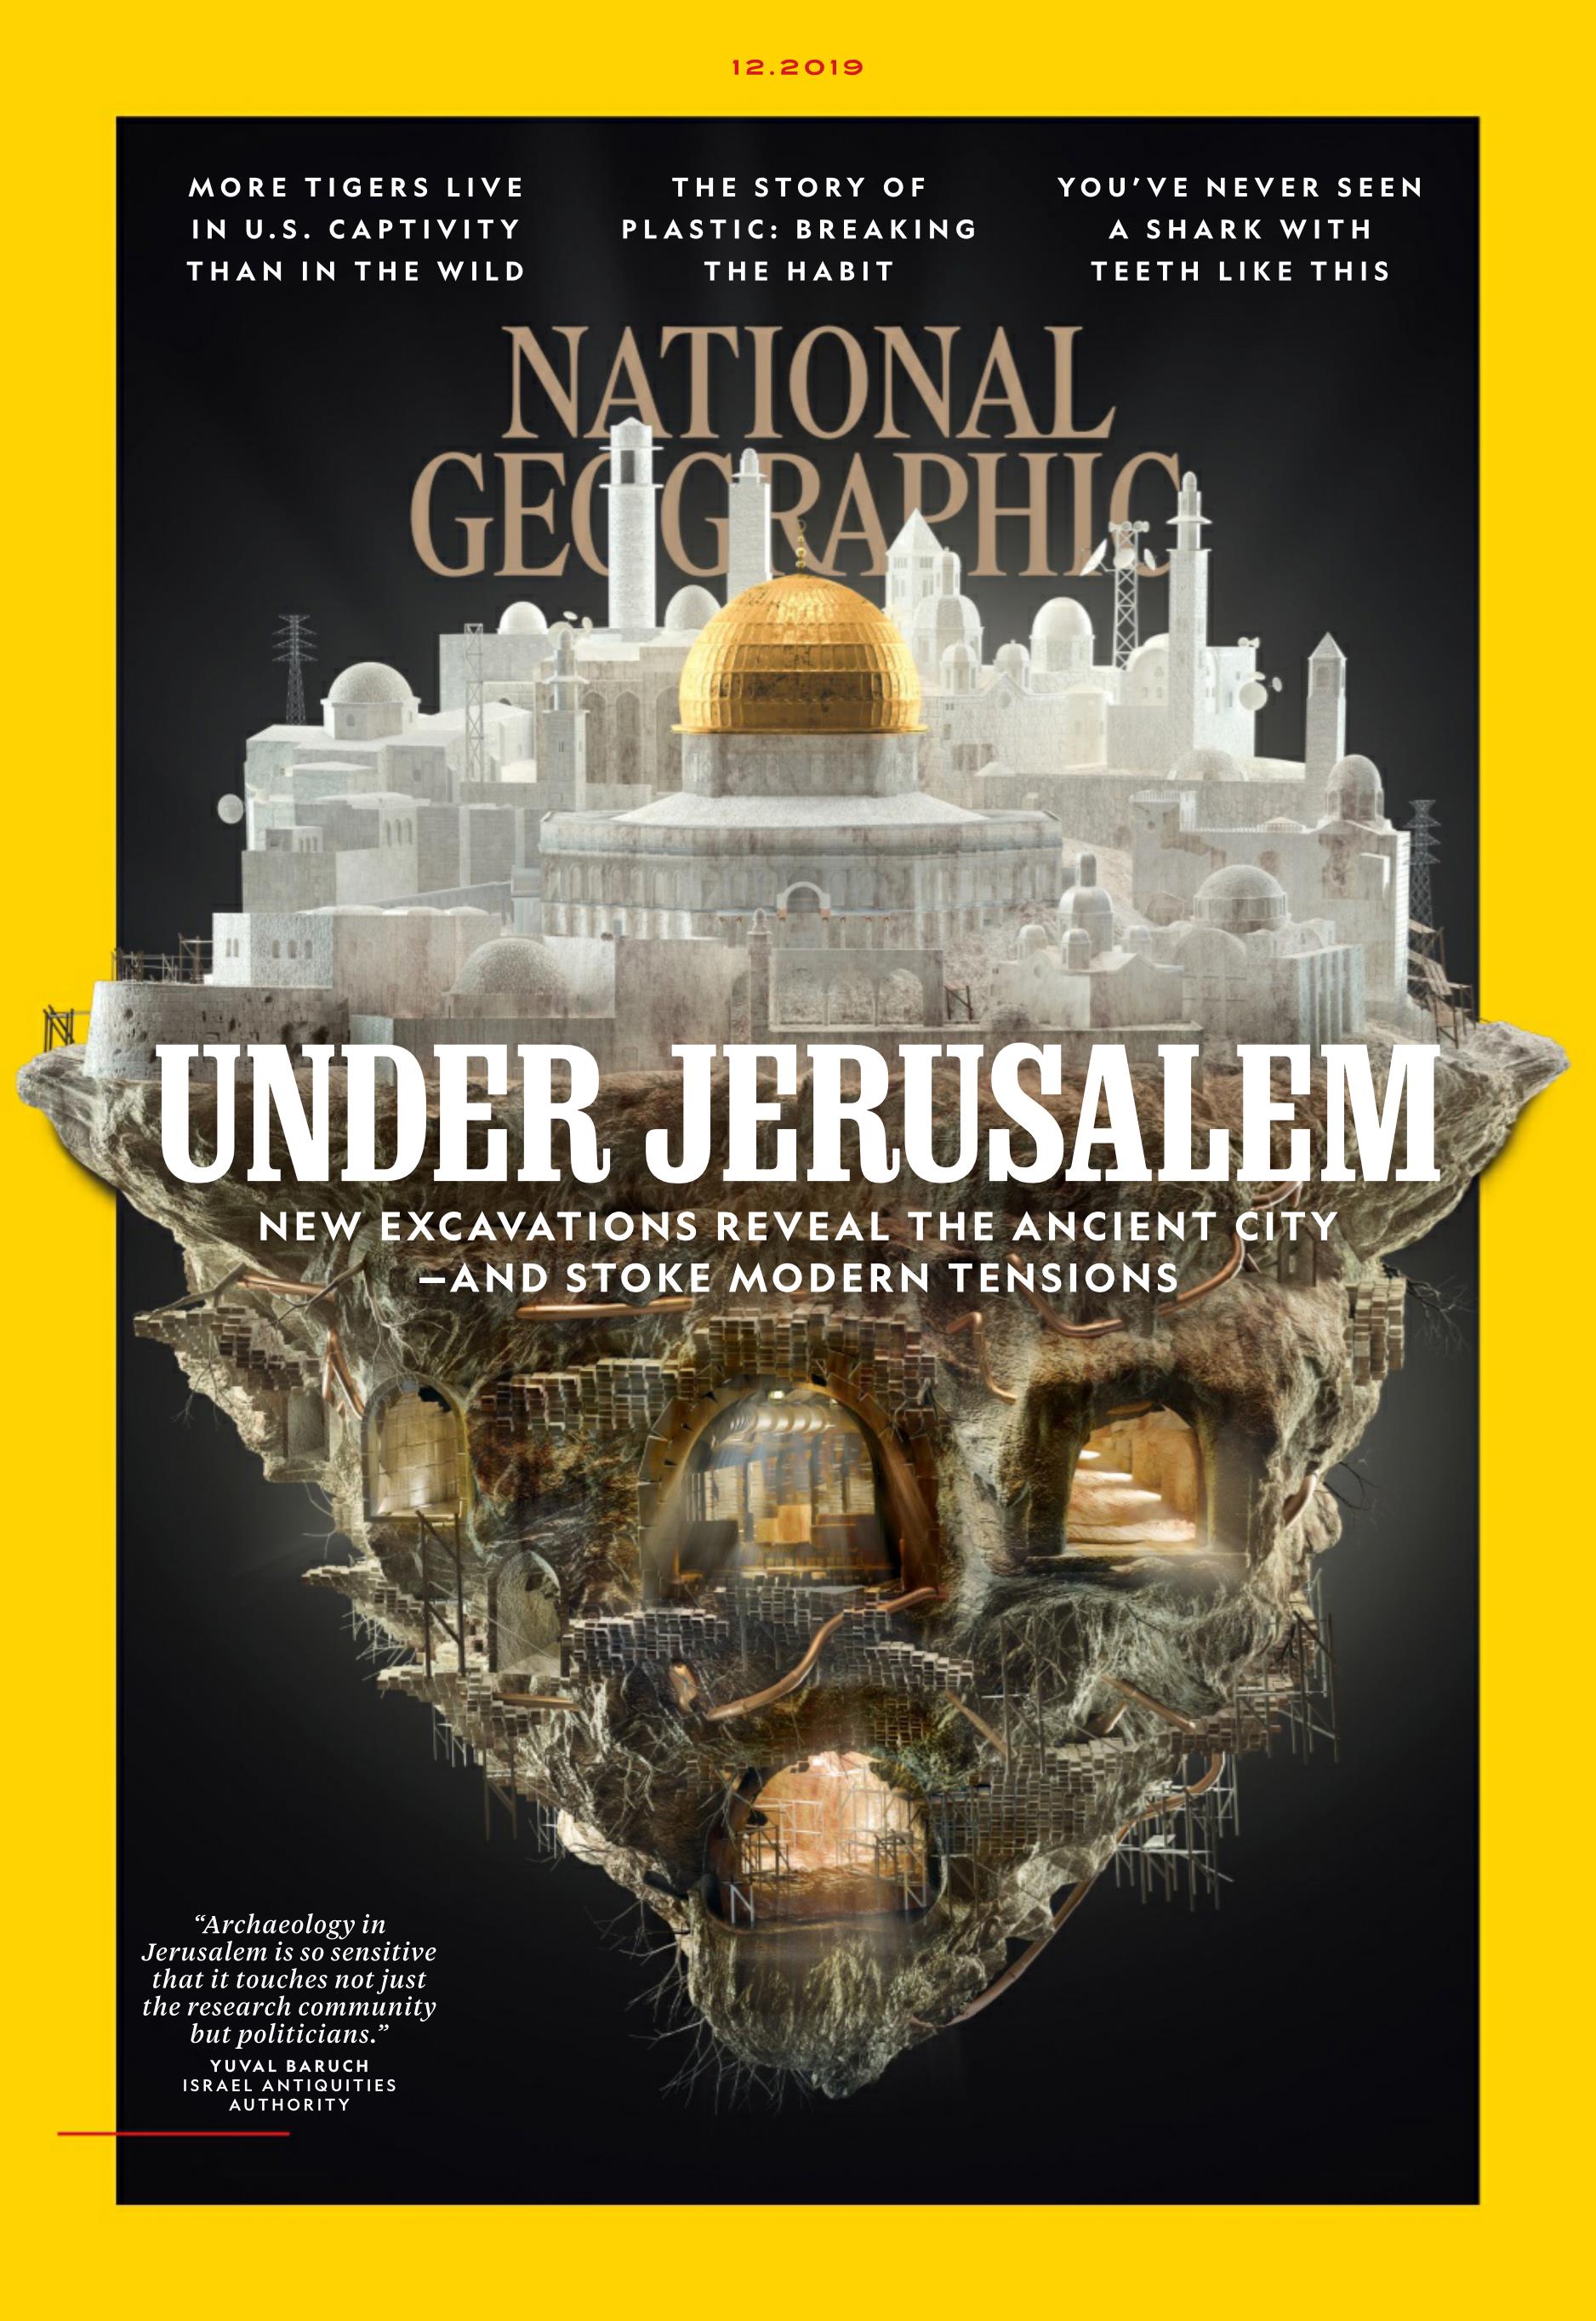 12.2019
MORE TIGERS LIVE
IN U.S. CAPTIVITY
THAN IN THE WILD
THE STORY OF
PLASTIC: BREAKING
THE HABIT
YOU’VE NEVER SEEN
A SHARK WITH
TEETH LIKE THIS
NATIONAL
GEOGRAPHIC
UNDER JERUSALEM
NEW EXCAVATIONS REVEAL THE ANCIENT CITY
—AND STOKE MODERN TENSIONS
“Archaeology in
Jerusalem is so sensitive
that it touches not just
the research community
but politicians.”
YUVAL BARUCH
ISRAEL ANTIQUITIES
AUTHORITY